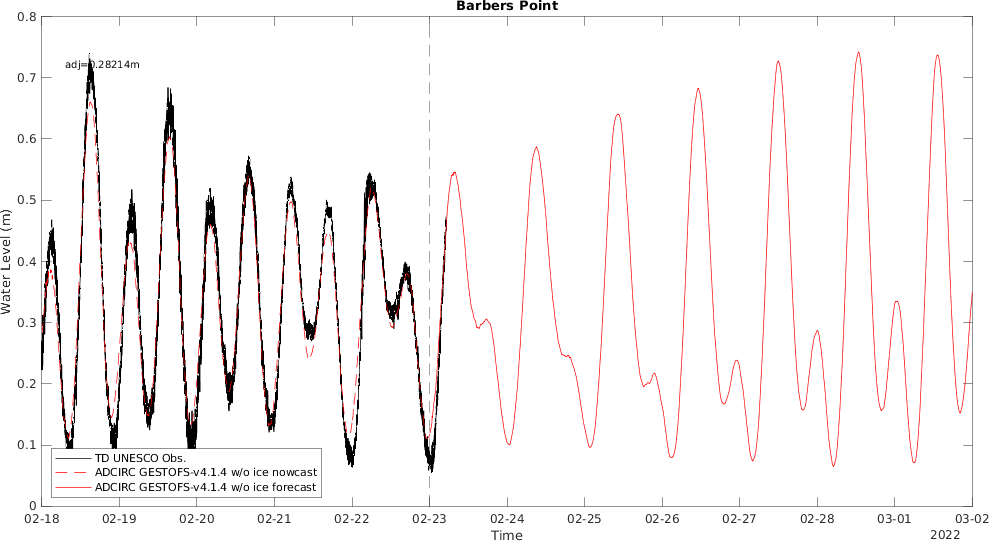 Barbers Point
0.8
adj=0.28214m
0.7
0.6
0.5
0.4
0.3
0.2
0.1
0
Water Level (m)
TD UNESCO Obs.
ADCIRC GESTOFS-v4.1.4 w/o ice nowcast
ADCIRC GESTOFS-v4.1.4 w/o ice forecast
02-18 02-19 02-20 02-21 02-22 02-23 02-24 02-25 02-26 02-27 02-28 03-01 03-02
Time
2022